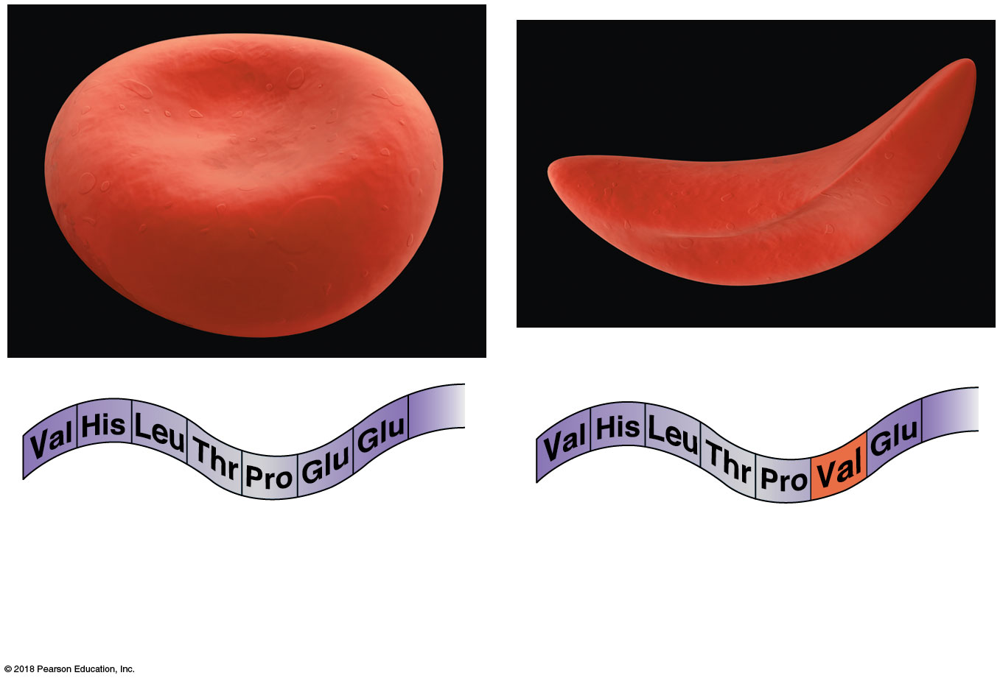 Val His Leu Thr Pro Glu Glu
Val His Leu Thr Pro Val Glu
© 2018 Pearson Education, Inc.